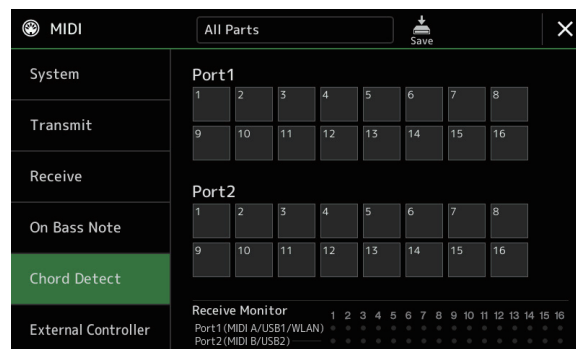 MIDI
All Parts
Save
System
Transmit
Receive
On Bass Note
Chord Detect
External Controller
Port1
1 2 3 4 5 6 7 8
9 10 11 12 13 14 15 16
Port2
1 2 3 4 5 6 7 8
9 10 11 12 13 14 15 16
Receive Monitor 1 2 3 4 5 6 7 8 9 10 11 12 13 14 15 16
Port1(MIDI A/USB1/WLAN)
Port2(MIDI B/USB2)